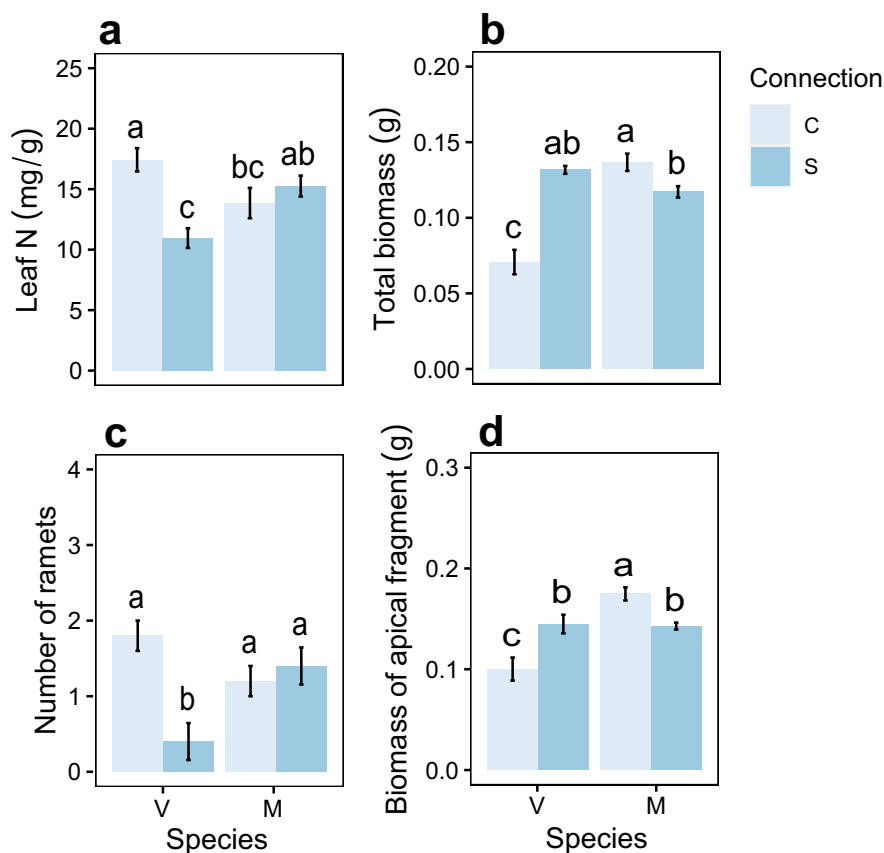 a
Leaf N (mg/g)
25
20
15
10
5
0
a
c
bc
ab
b
Total biomass (g)
0.20
0.15
0.10
0.05
0.00
c
ab
a
b
Connection
C
S
c
Number of ramets
4
3
2
1
0
a
b
a
a
V
M
Species
d
Biomass of apical fragment (g)
0.3
0.2
0.1
0.0
c
b
a
b
V
M
Species